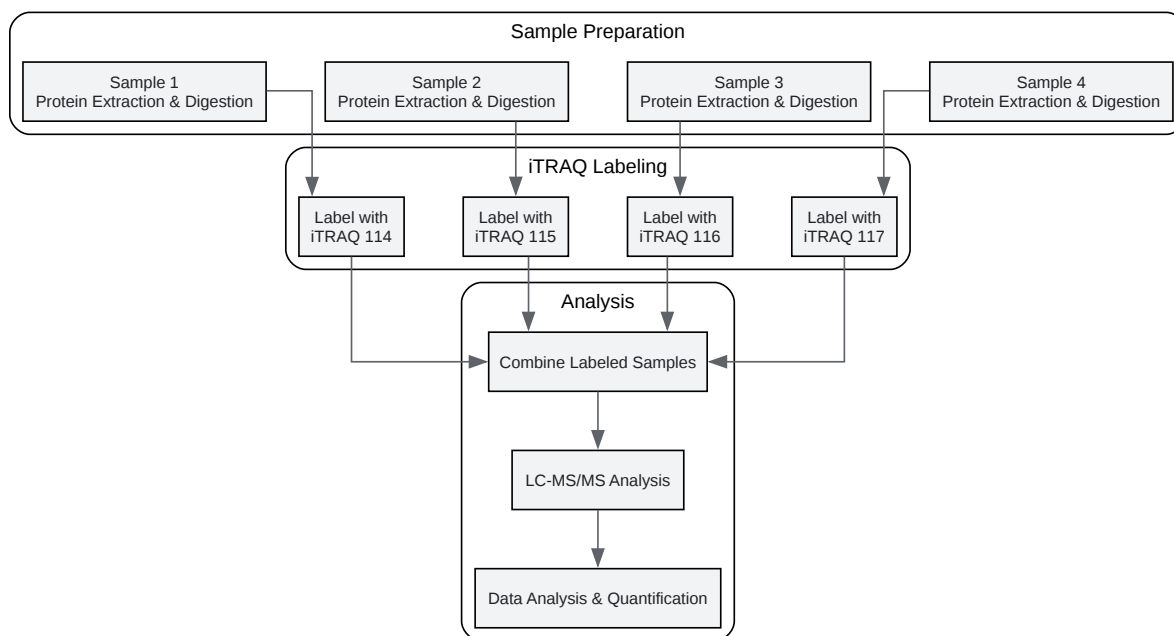 Sample Preparation
Sample 1
Protein Extraction & Digestion
Sample 2
Protein Extraction & Digestion
Sample 3
Protein Extraction & Digestion
Sample 4
Protein Extraction & Digestion
iTRAQ Labeling
Label with
iTRAQ 114
Label with
iTRAQ 115
Label with
iTRAQ 116
Label with
iTRAQ 117
Analysis
Combine Labeled Samples
LC-MS/MS Analysis
Data Analysis & Quantification